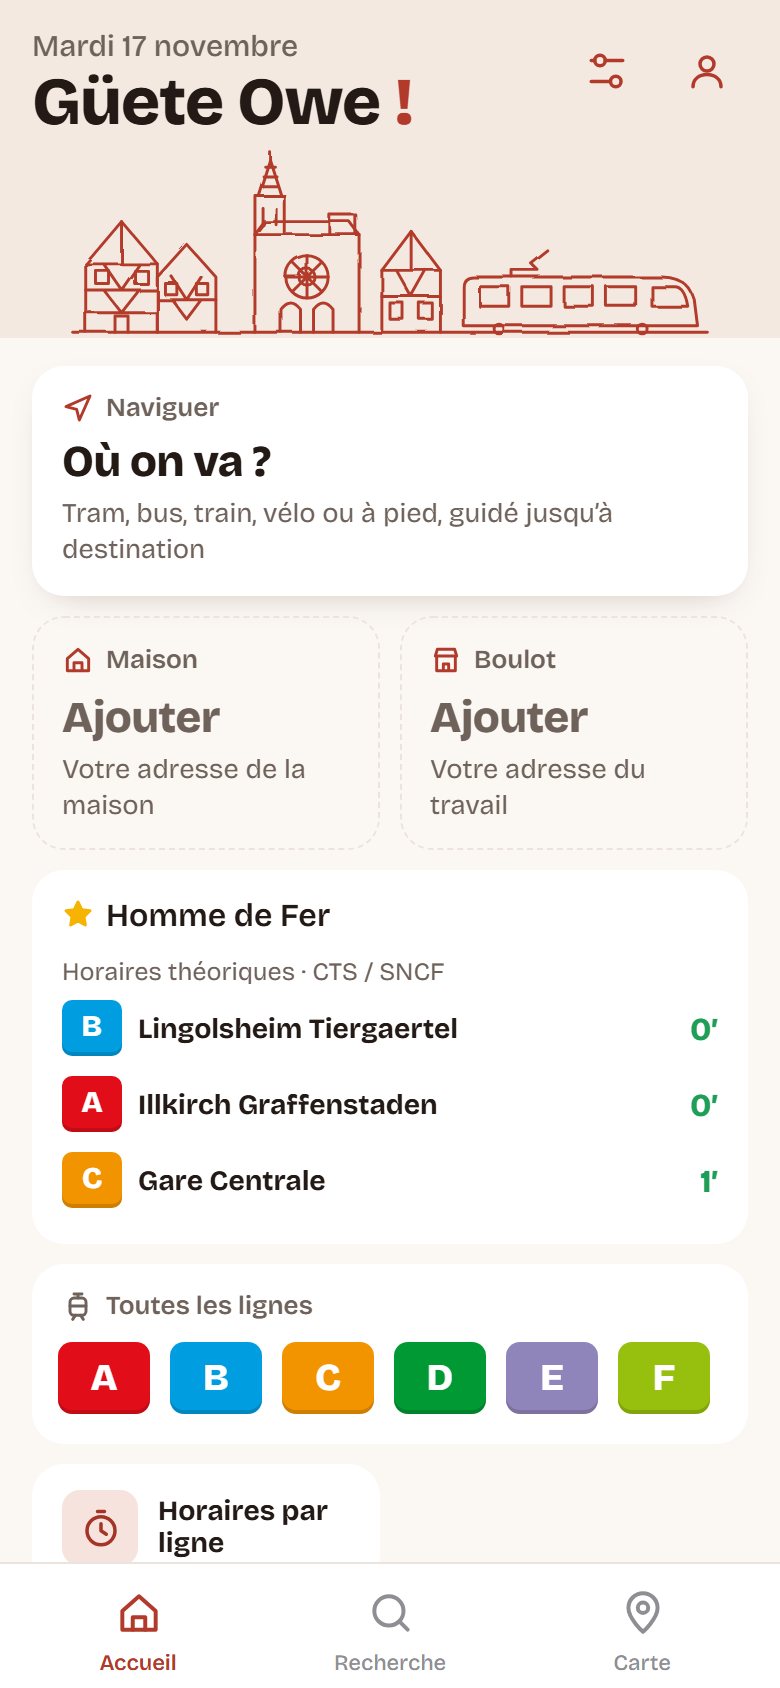 Mardi 17 novembre
Güete Owe !
Naviguer
Où on va ?
Tram, bus, train, vélo ou à pied, guidé jusqu’à
destination
Maison
Ajouter
Votre adresse de la
maison
Boulot
Ajouter
Votre adresse du
travail
Homme de Fer
Horaires théoriques · CTS / SNCF
B Lingolsheim Tiergaertel 0′
A Illkirch Graffenstaden 0′
C Gare Centrale 1′
Toutes les lignes
A B C D E F
Horaires par
ligne
Accueil Recherche Carte